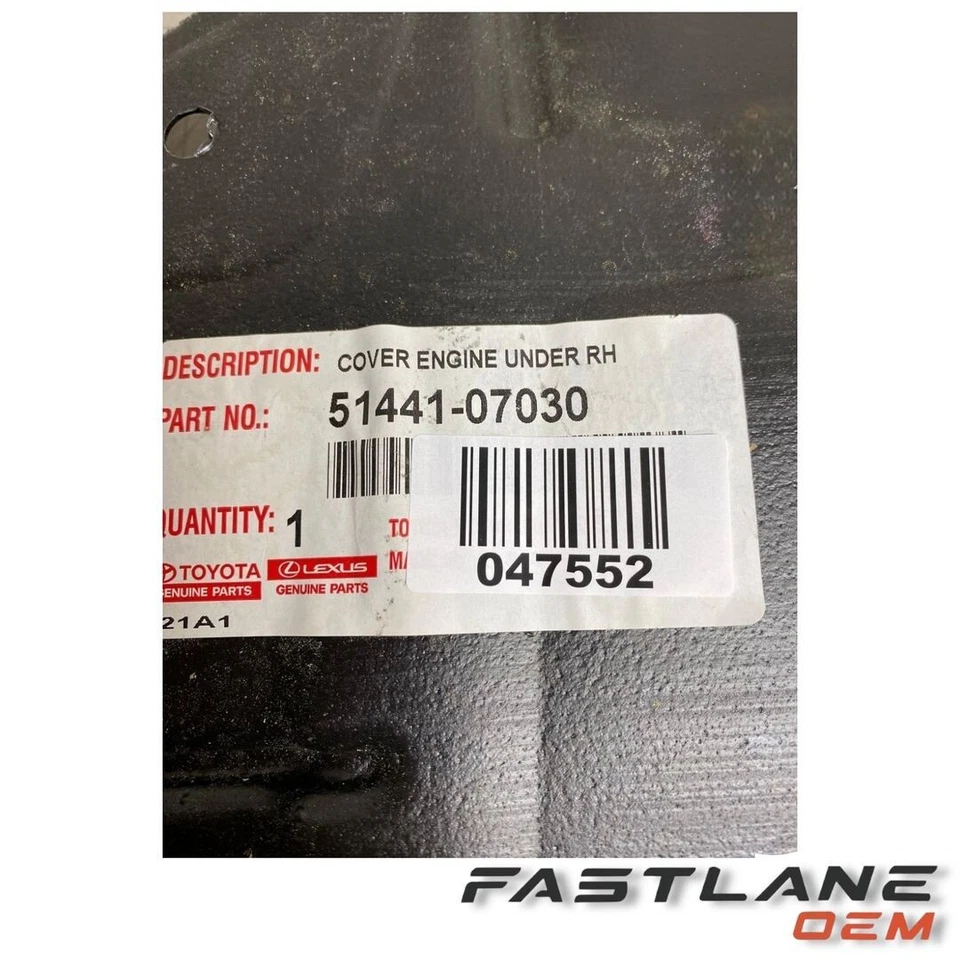 DESCRIPTION: COVER ENGINE UNDER RH
PART NO.: 51441-07030
QUANTITY: 1
TOYOTA
GENUINE PARTS
LEXUS
GENUINE PARTS
21A1
047552
FASTLANE
OEM